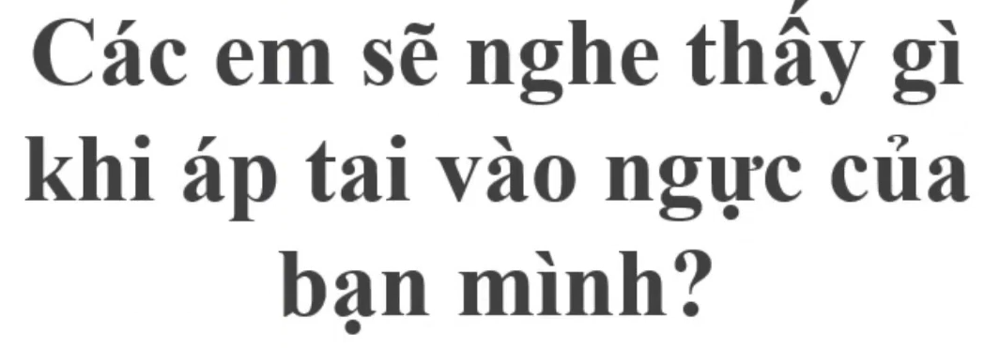 Các em sẽ nghe thấy gì
khi áp tai vào ngực của
bạn mình?